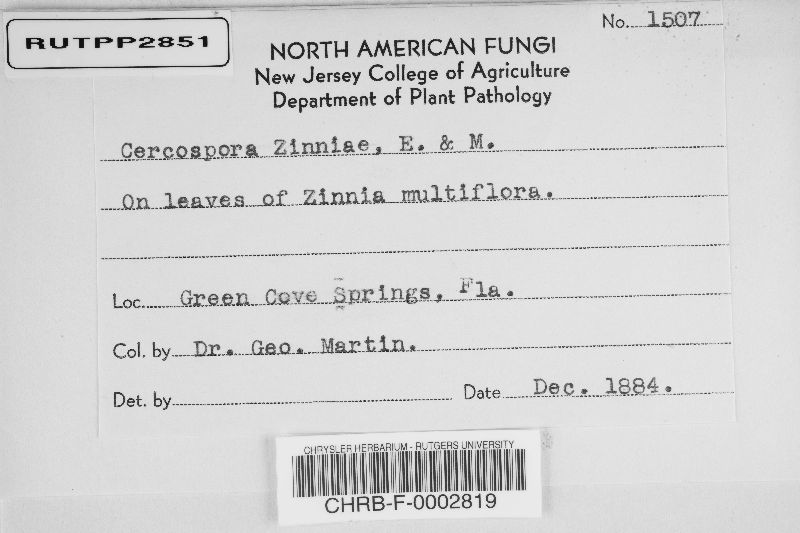 No. 1507
RUTPP2851
NORTH AMERICAN FUNGI
New Jersey College of Agriculture
Department of Plant Pathology
Cercospora Zinniae, E. & M.
On leaves of Zinnia multiflora.
Loc. Green Cove Springs, Fla.
Col. by Dr. Geo. Martin.
Det. by Date Dec. 1884.
CHRYSLER HERBARIUM - RUTGERS UNIVERSITY
CHRB-F-0002819